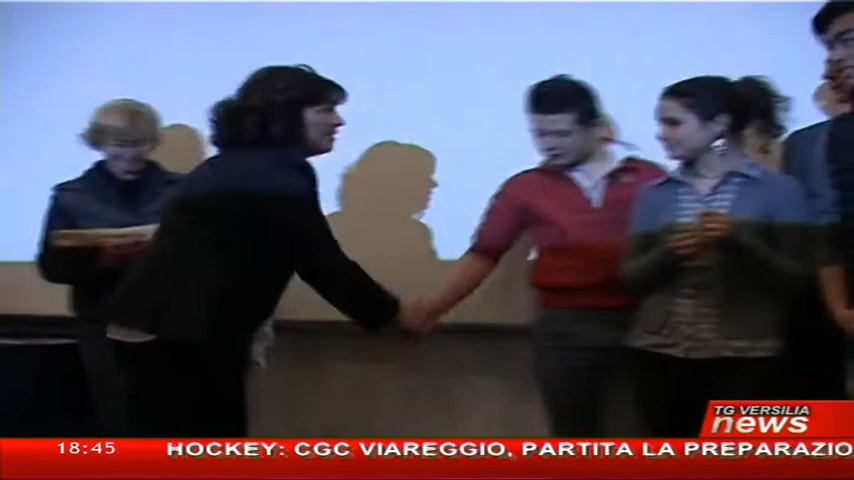 TG VERSILIA
news
18:45 HOCKEY: CGC VIAREGGIO, PARTITA LA PREPARAZIO